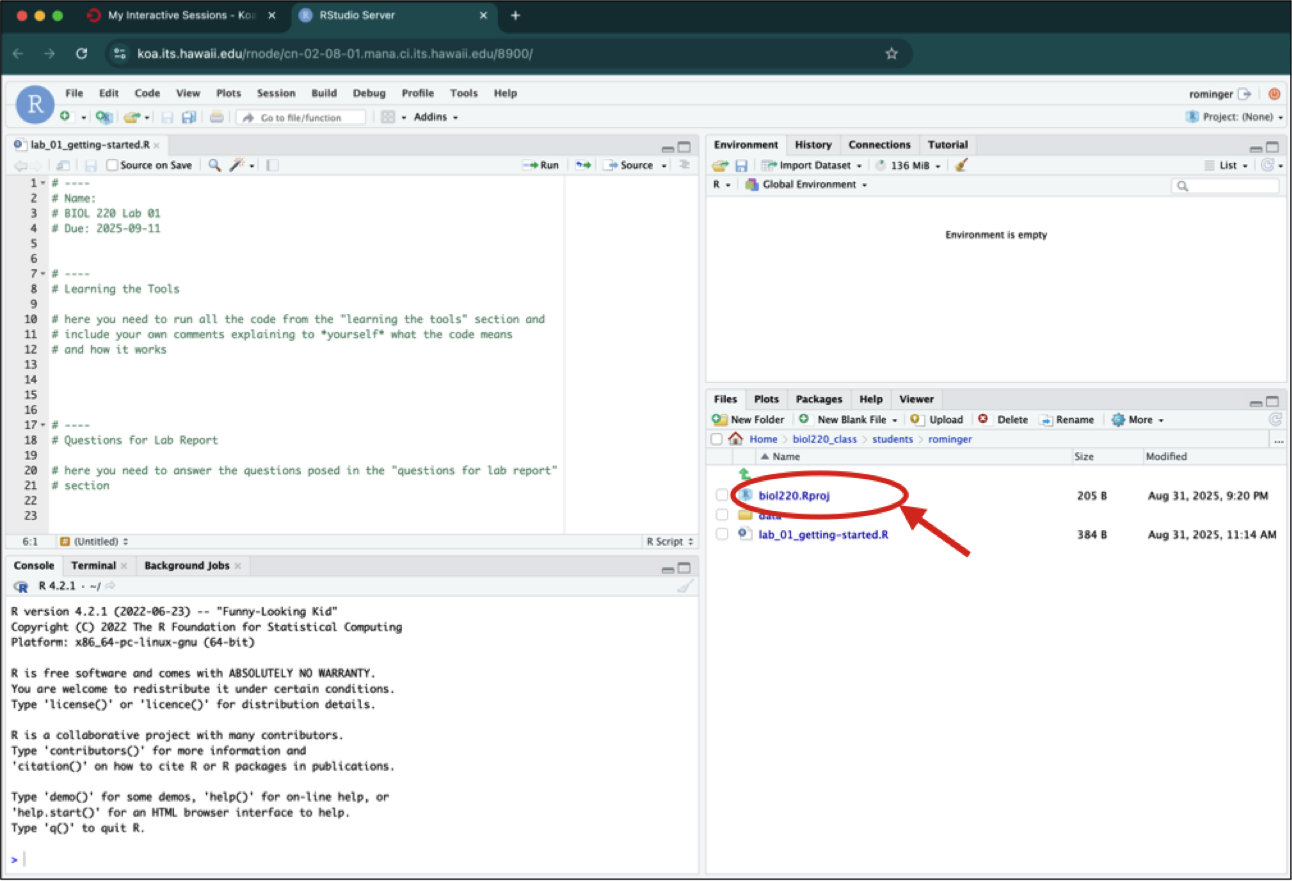 My Interactive Sessions - Koa
RStudio Server
koa.its.hawaii.edu/rnode/cn-02-08-01.mana.ci.its.hawaii.edu/8900/
R
File Edit Code View Plots Session Build Debug Profile Tools Help
rominger
Go to file/function
Addins
Project: (None)
lab_01_getting-started.R
Source on Save
Run
Source
1 # ----
2 # Name:
3 # BIOL 220 Lab 01
4 # Due: 2025-09-11
5
6
7 # ----
8 # Learning the Tools
9
10 # here you need to run all the code from the "learning the tools" section and
11 # include your own comments explaining to *yourself* what the code means
12 # and how it works
13
14
15
16
17 # ----
18 # Questions for Lab Report
19
20 # here you need to answer the questions posed in the "questions for lab report"
21 # section
22
23
6:1 (Untitled) R Script
Console Terminal Background Jobs
R 4.2.1 · ~/
R version 4.2.1 (2022-06-23) -- "Funny-Looking Kid"
Copyright (C) 2022 The R Foundation for Statistical Computing
Platform: x86_64-pc-linux-gnu (64-bit)
R is free software and comes with ABSOLUTELY NO WARRANTY.
You are welcome to redistribute it under certain conditions.
Type 'license()' or 'licence()' for distribution details.
R is a collaborative project with many contributors.
Type 'contributors()' for more information and
'citation()' on how to cite R or R packages in publications.
Type 'demo()' for some demos, 'help()' for on-line help, or
'help.start()' for an HTML browser interface to help.
Type 'q()' to quit R.
>
Environment History Connections Tutorial
Import Dataset 136 MiB List
R Global Environment
Environment is empty
Files Plots Packages Help Viewer
New Folder New Blank File Upload Delete Rename More
Home biol220_class students rominger ...
Name Size Modified
biol220.Rproj 205 B Aug 31, 2025, 9:20 PM
data
lab_01_getting-started.R 384 B Aug 31, 2025, 11:14 AM